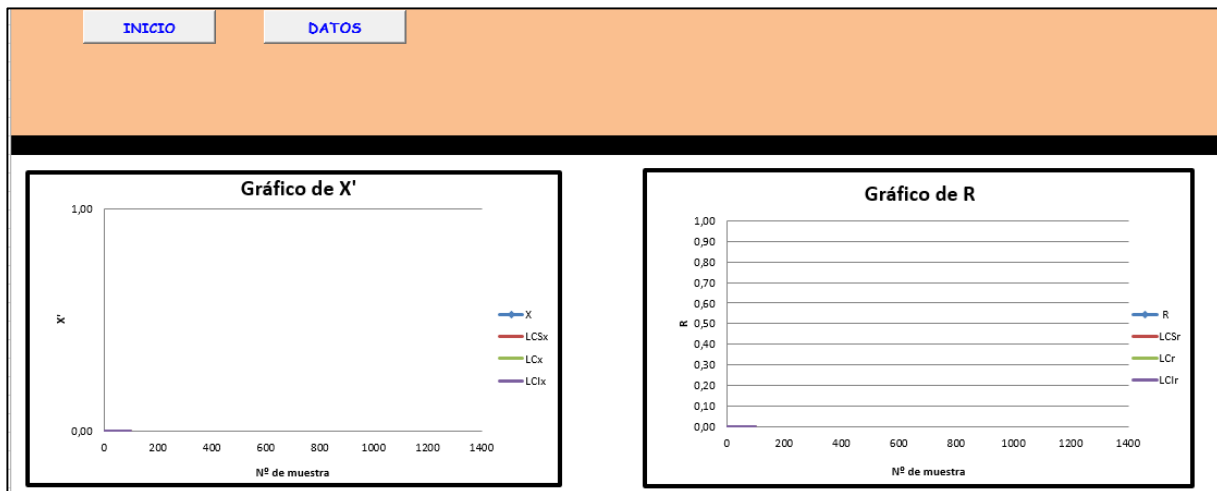 INICIO
DATOS
Gráfico de X'
1,00
0,00
X'
0 200 400 600 800 1000 1200 1400
Nº de muestra
X
LCSx
LCx
LCIx
Gráfico de R
1,00
0,90
0,80
0,70
0,60
0,50
0,40
0,30
0,20
0,10
0,00
R
0 200 400 600 800 1000 1200 1400
Nº de muestra
R
LCSr
LCr
LCIr